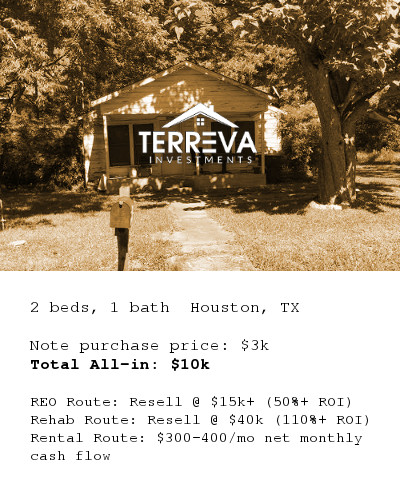 TERREVA
INVESTMENTS
2 beds, 1 bath  Houston, TX
Note purchase price: $3k
Total All-in: $10k
REO Route: Resell @ $15k+ (50%+ ROI)
Rehab Route: Resell @ $40k (110%+ ROI)
Rental Route: $300-400/mo net monthly
cash flow